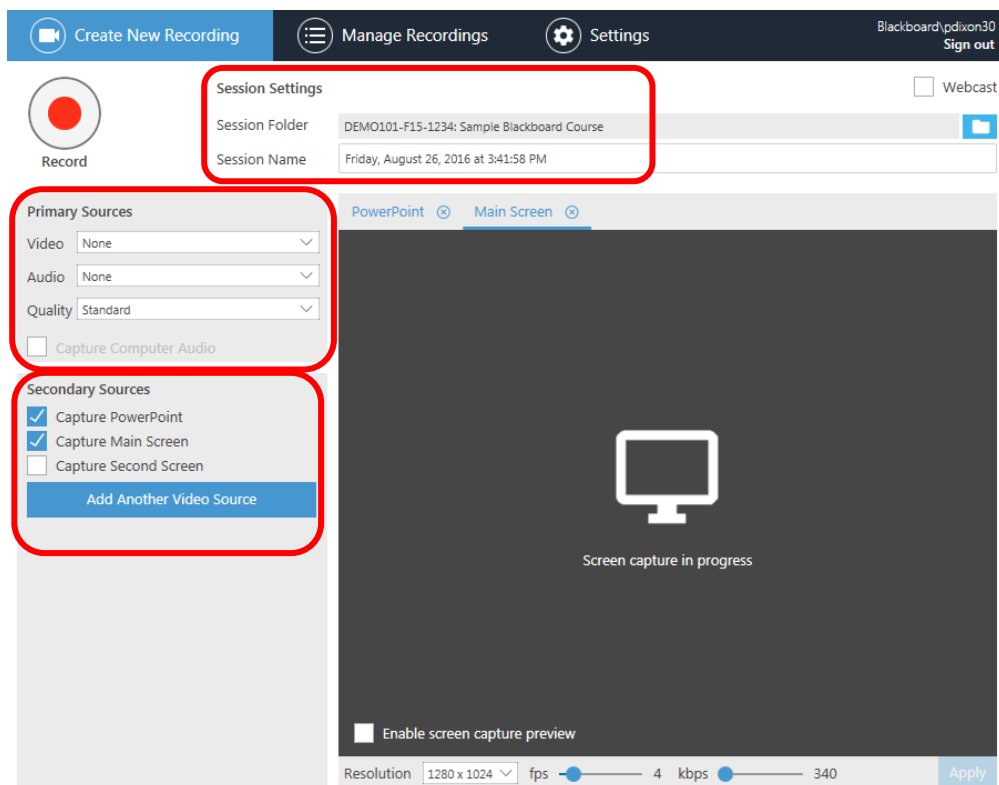 Create New Recording Manage Recordings Settings Blackboard\pdixon30
Sign out
Session Settings Webcast
Session Folder DEMO101-F15-1234: Sample Blackboard Course
Record Session Name Friday, August 26, 2016 at 3:41:58 PM
Primary Sources
Video None
Audio None
Quality Standard
Capture Computer Audio
Secondary Sources
Capture PowerPoint
Capture Main Screen
Capture Second Screen
Add Another Video Source
PowerPoint Main Screen
Screen capture in progress
Enable screen capture preview
Resolution 1280 x 1024 fps 4 kbps 340 Apply